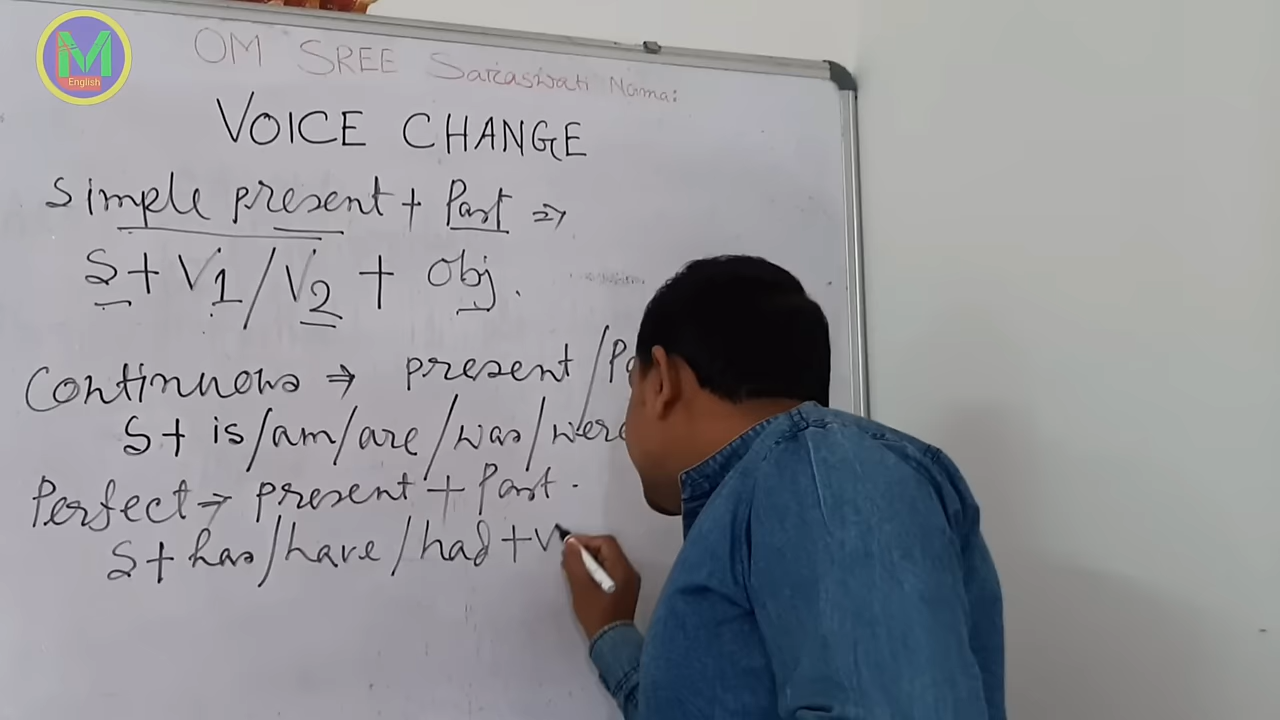 M
English
OM SREE Saraswati Nama:
VOICE CHANGE
Simple present + Past ⇒
S + V1/V2 + Obj.
Continuous ⇒ present /
S + is/am/are/was/were
Perfect → present + Past.
S + has/have/had + V